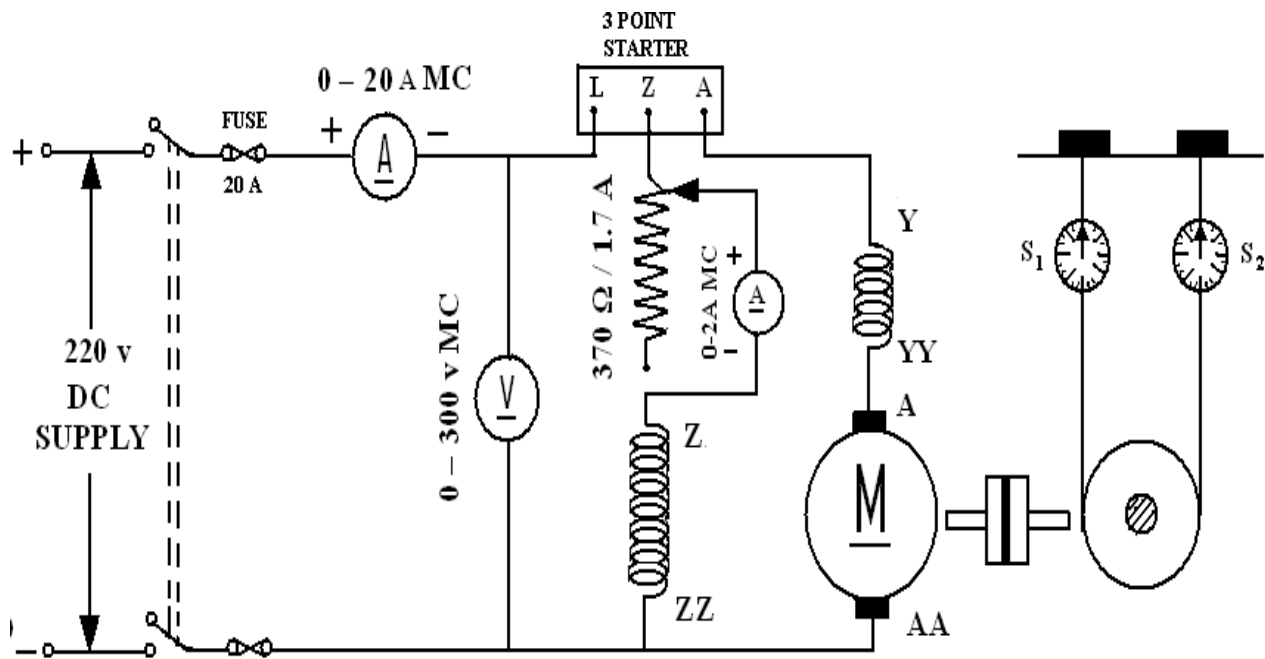 3 POINT
STARTER
0 – 20 A MC
L Z A
FUSE
+ –
+
A
20 A
370 Ω / 1.7 A
Y
S1
S2
+
A
0-2A MC
–
YY
220 v
DC
SUPPLY
0 – 300 v MC
V
A
Z
M
ZZ
AA
–